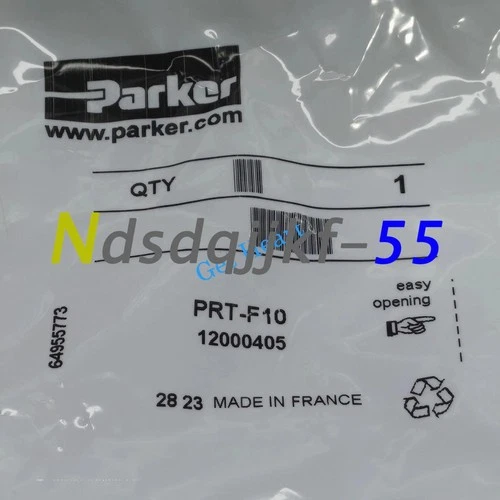 Parker
www.parker.com
QTY 1
Ndsdqjjkf-55
easy
opening
PRT-F10
12000405
64955773
28 23 MADE IN FRANCE